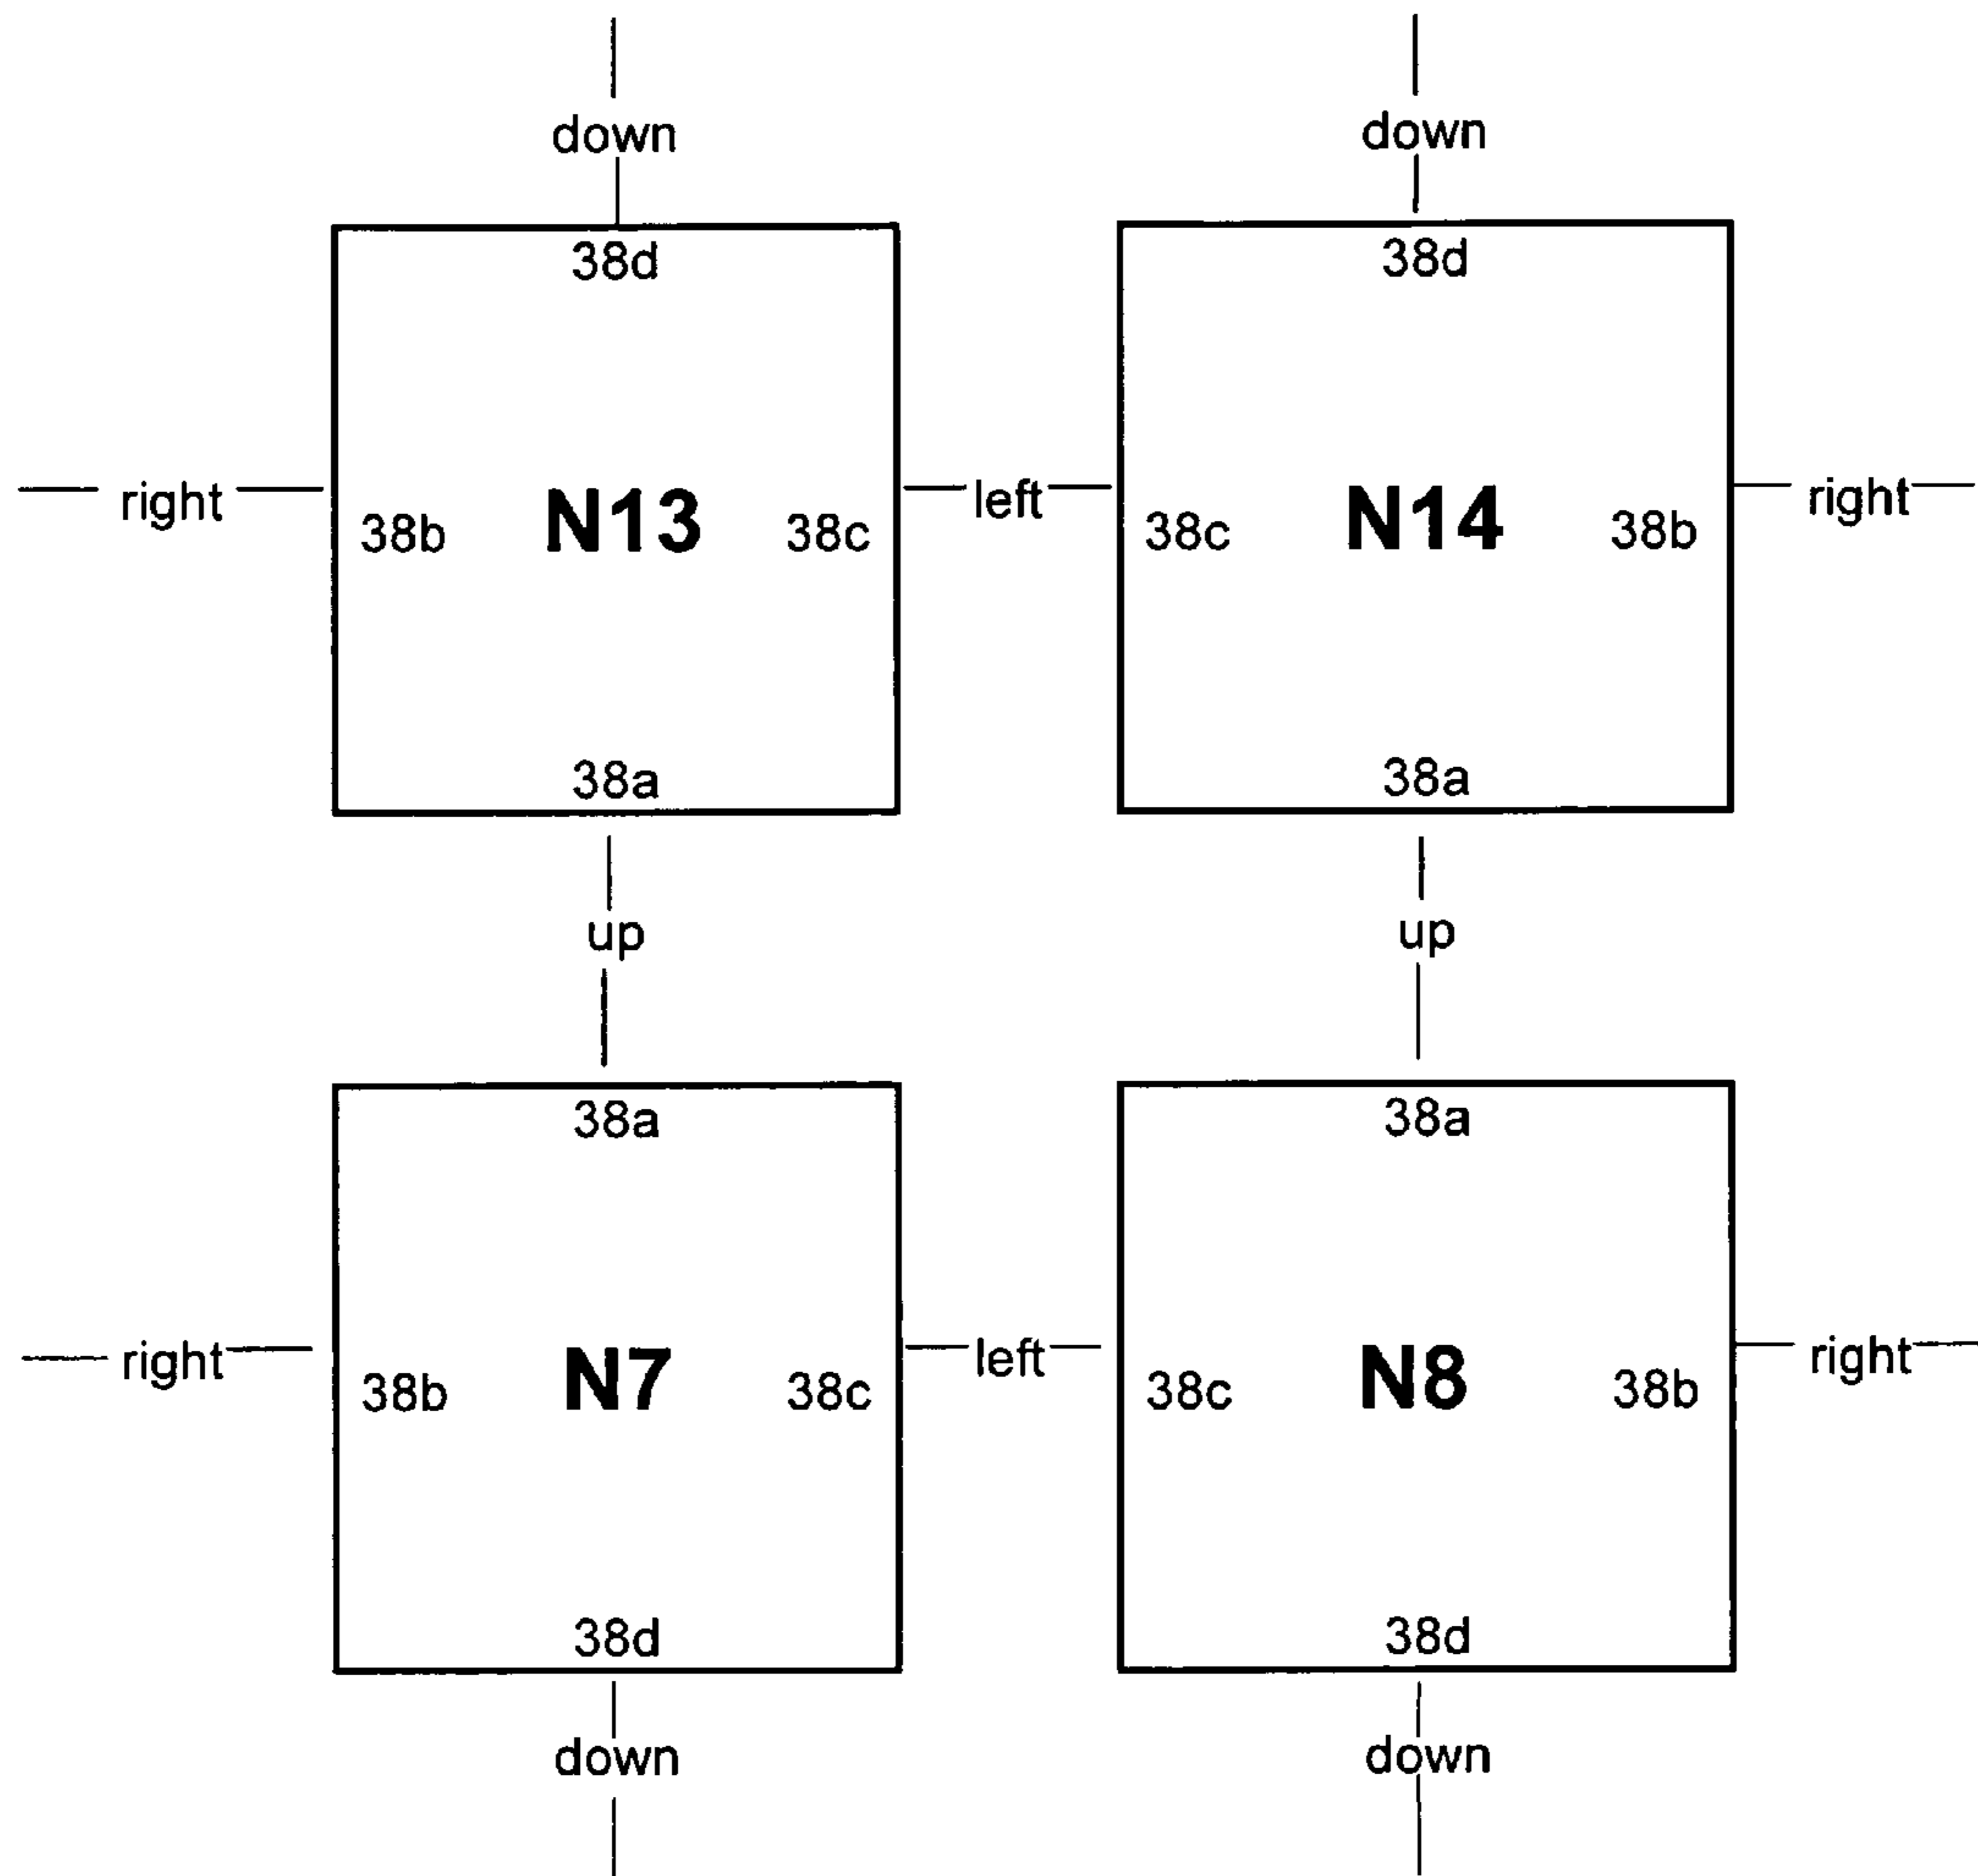 down down
38d 38d
right 38b N13 38c left 38c N14 38b right
38a 38a
up up
38a 38a
right 38b N7 38c left 38c N8 38b right
38d 38d
down down